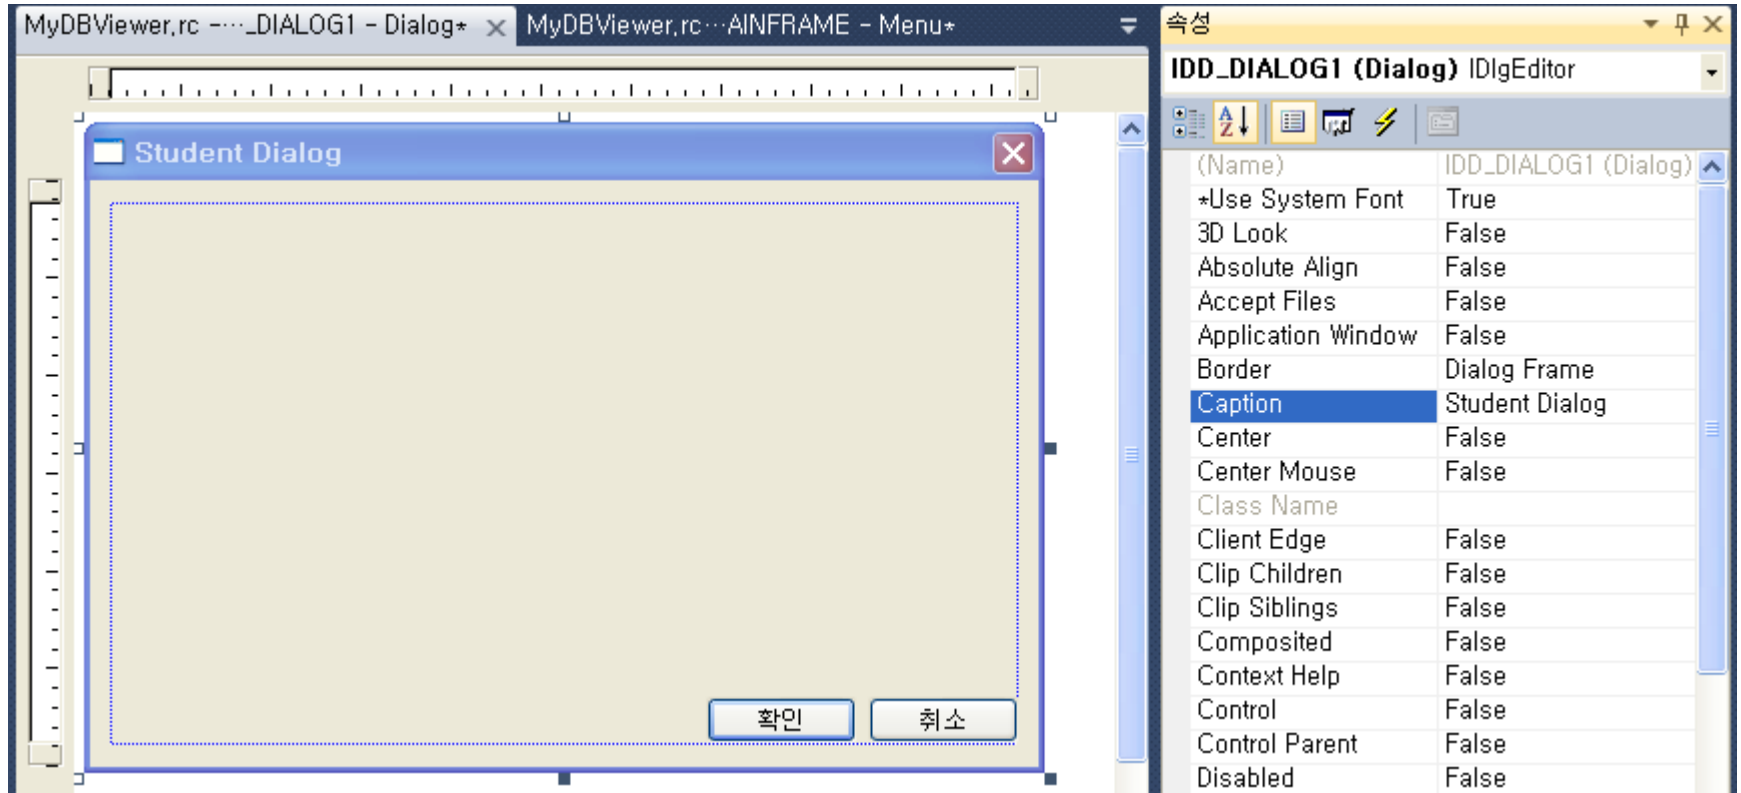 MyDBViewer.rc -···_DIALOG1 - Dialog*
MyDBViewer.rc···AINFRAME - Menu*
Student Dialog
확인
취소
속성
IDD_DIALOG1 (Dialog) IDlgEditor
(Name) IDD_DIALOG1 (Dialog)
*Use System Font True
3D Look False
Absolute Align False
Accept Files False
Application Window False
Border Dialog Frame
Caption Student Dialog
Center False
Center Mouse False
Class Name
Client Edge False
Clip Children False
Clip Siblings False
Composited False
Context Help False
Control False
Control Parent False
Disabled False